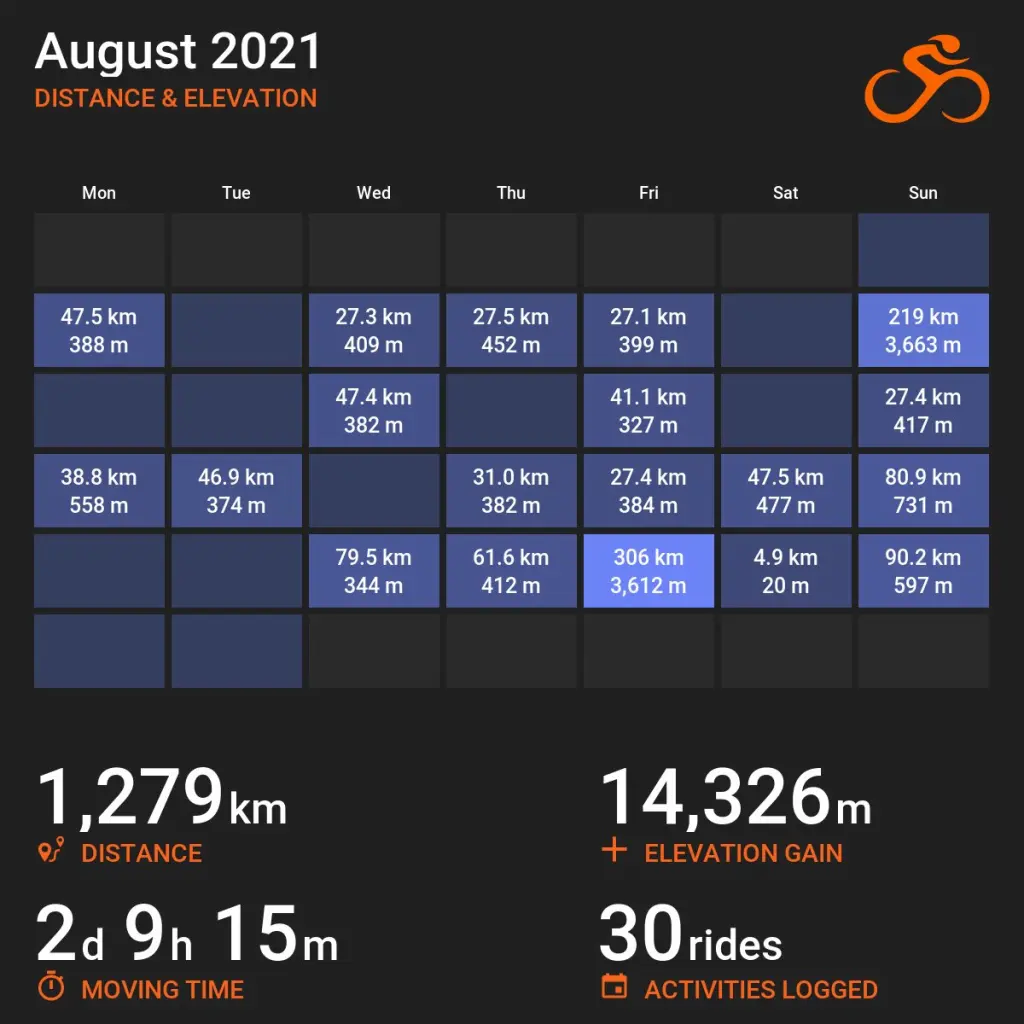 August 2021
DISTANCE & ELEVATION
Mon Tue Wed Thu Fri Sat Sun
47.5 km 27.3 km 27.5 km 27.1 km 219 km
388 m 409 m 452 m 399 m 3,663 m
47.4 km 41.1 km 27.4 km
382 m 327 m 417 m
38.8 km 46.9 km 31.0 km 27.4 km 47.5 km 80.9 km
558 m 374 m 382 m 384 m 477 m 731 m
79.5 km 61.6 km 306 km 4.9 km 90.2 km
344 m 412 m 3,612 m 20 m 597 m
1,279 km 14,326 m
DISTANCE ELEVATION GAIN
2d 9h 15m 30 rides
MOVING TIME ACTIVITIES LOGGED